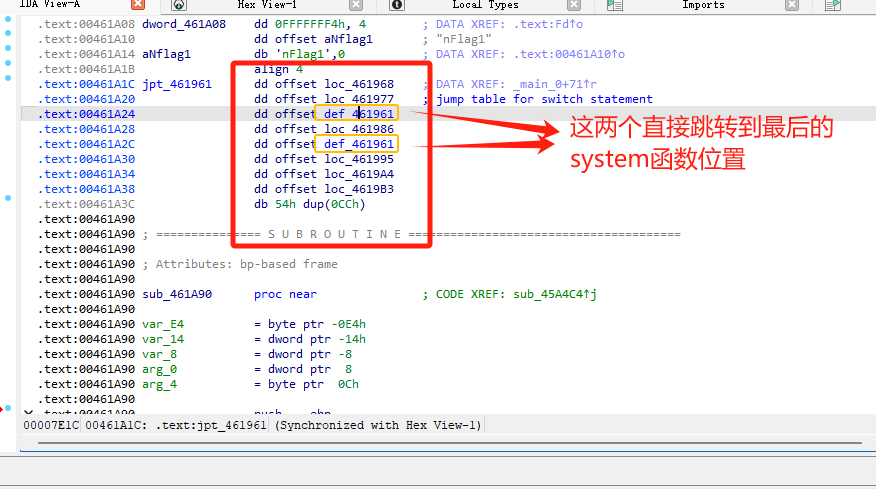 IDA View-A Hex View-1 Local Types Imports
.text:00461A08 dword_461A08 dd 0FFFFFFF4h, 4 ; DATA XREF: .text:Fd↑o
.text:00461A10 dd offset aNflag1 ; "nFlag1"
.text:00461A14 aNflag1 db 'nFlag1',0 ; DATA XREF: .text:00461A10↑o
.text:00461A1B align 4
.text:00461A1C jpt_461961 dd offset loc_461968 ; DATA XREF: _main_0+71↑r
.text:00461A20 dd offset loc_461977 ; jump table for switch statement
.text:00461A24 dd offset def_461961
.text:00461A28 dd offset loc_461986
.text:00461A2C dd offset def_461961
.text:00461A30 dd offset loc_461995
.text:00461A34 dd offset loc_4619A4
.text:00461A38 dd offset loc_4619B3
.text:00461A3C db 54h dup(0CCh)
这两个直接跳转到最后的
system函数位置
.text:00461A90
.text:00461A90 ; =============== S U B R O U T I N E =======================================
.text:00461A90
.text:00461A90 ; Attributes: bp-based frame
.text:00461A90
.text:00461A90 sub_461A90 proc near ; CODE XREF: sub_45A4C4↑j
.text:00461A90
.text:00461A90 var_E4 = byte ptr -0E4h
.text:00461A90 var_14 = dword ptr -14h
.text:00461A90 var_8 = dword ptr -8
.text:00461A90 arg_0 = dword ptr 8
.text:00461A90 arg_4 = byte ptr 0Ch
.text:00461A90
00007E1C 00461A1C: .text:jpt_461961 (Synchronized with Hex View-1)